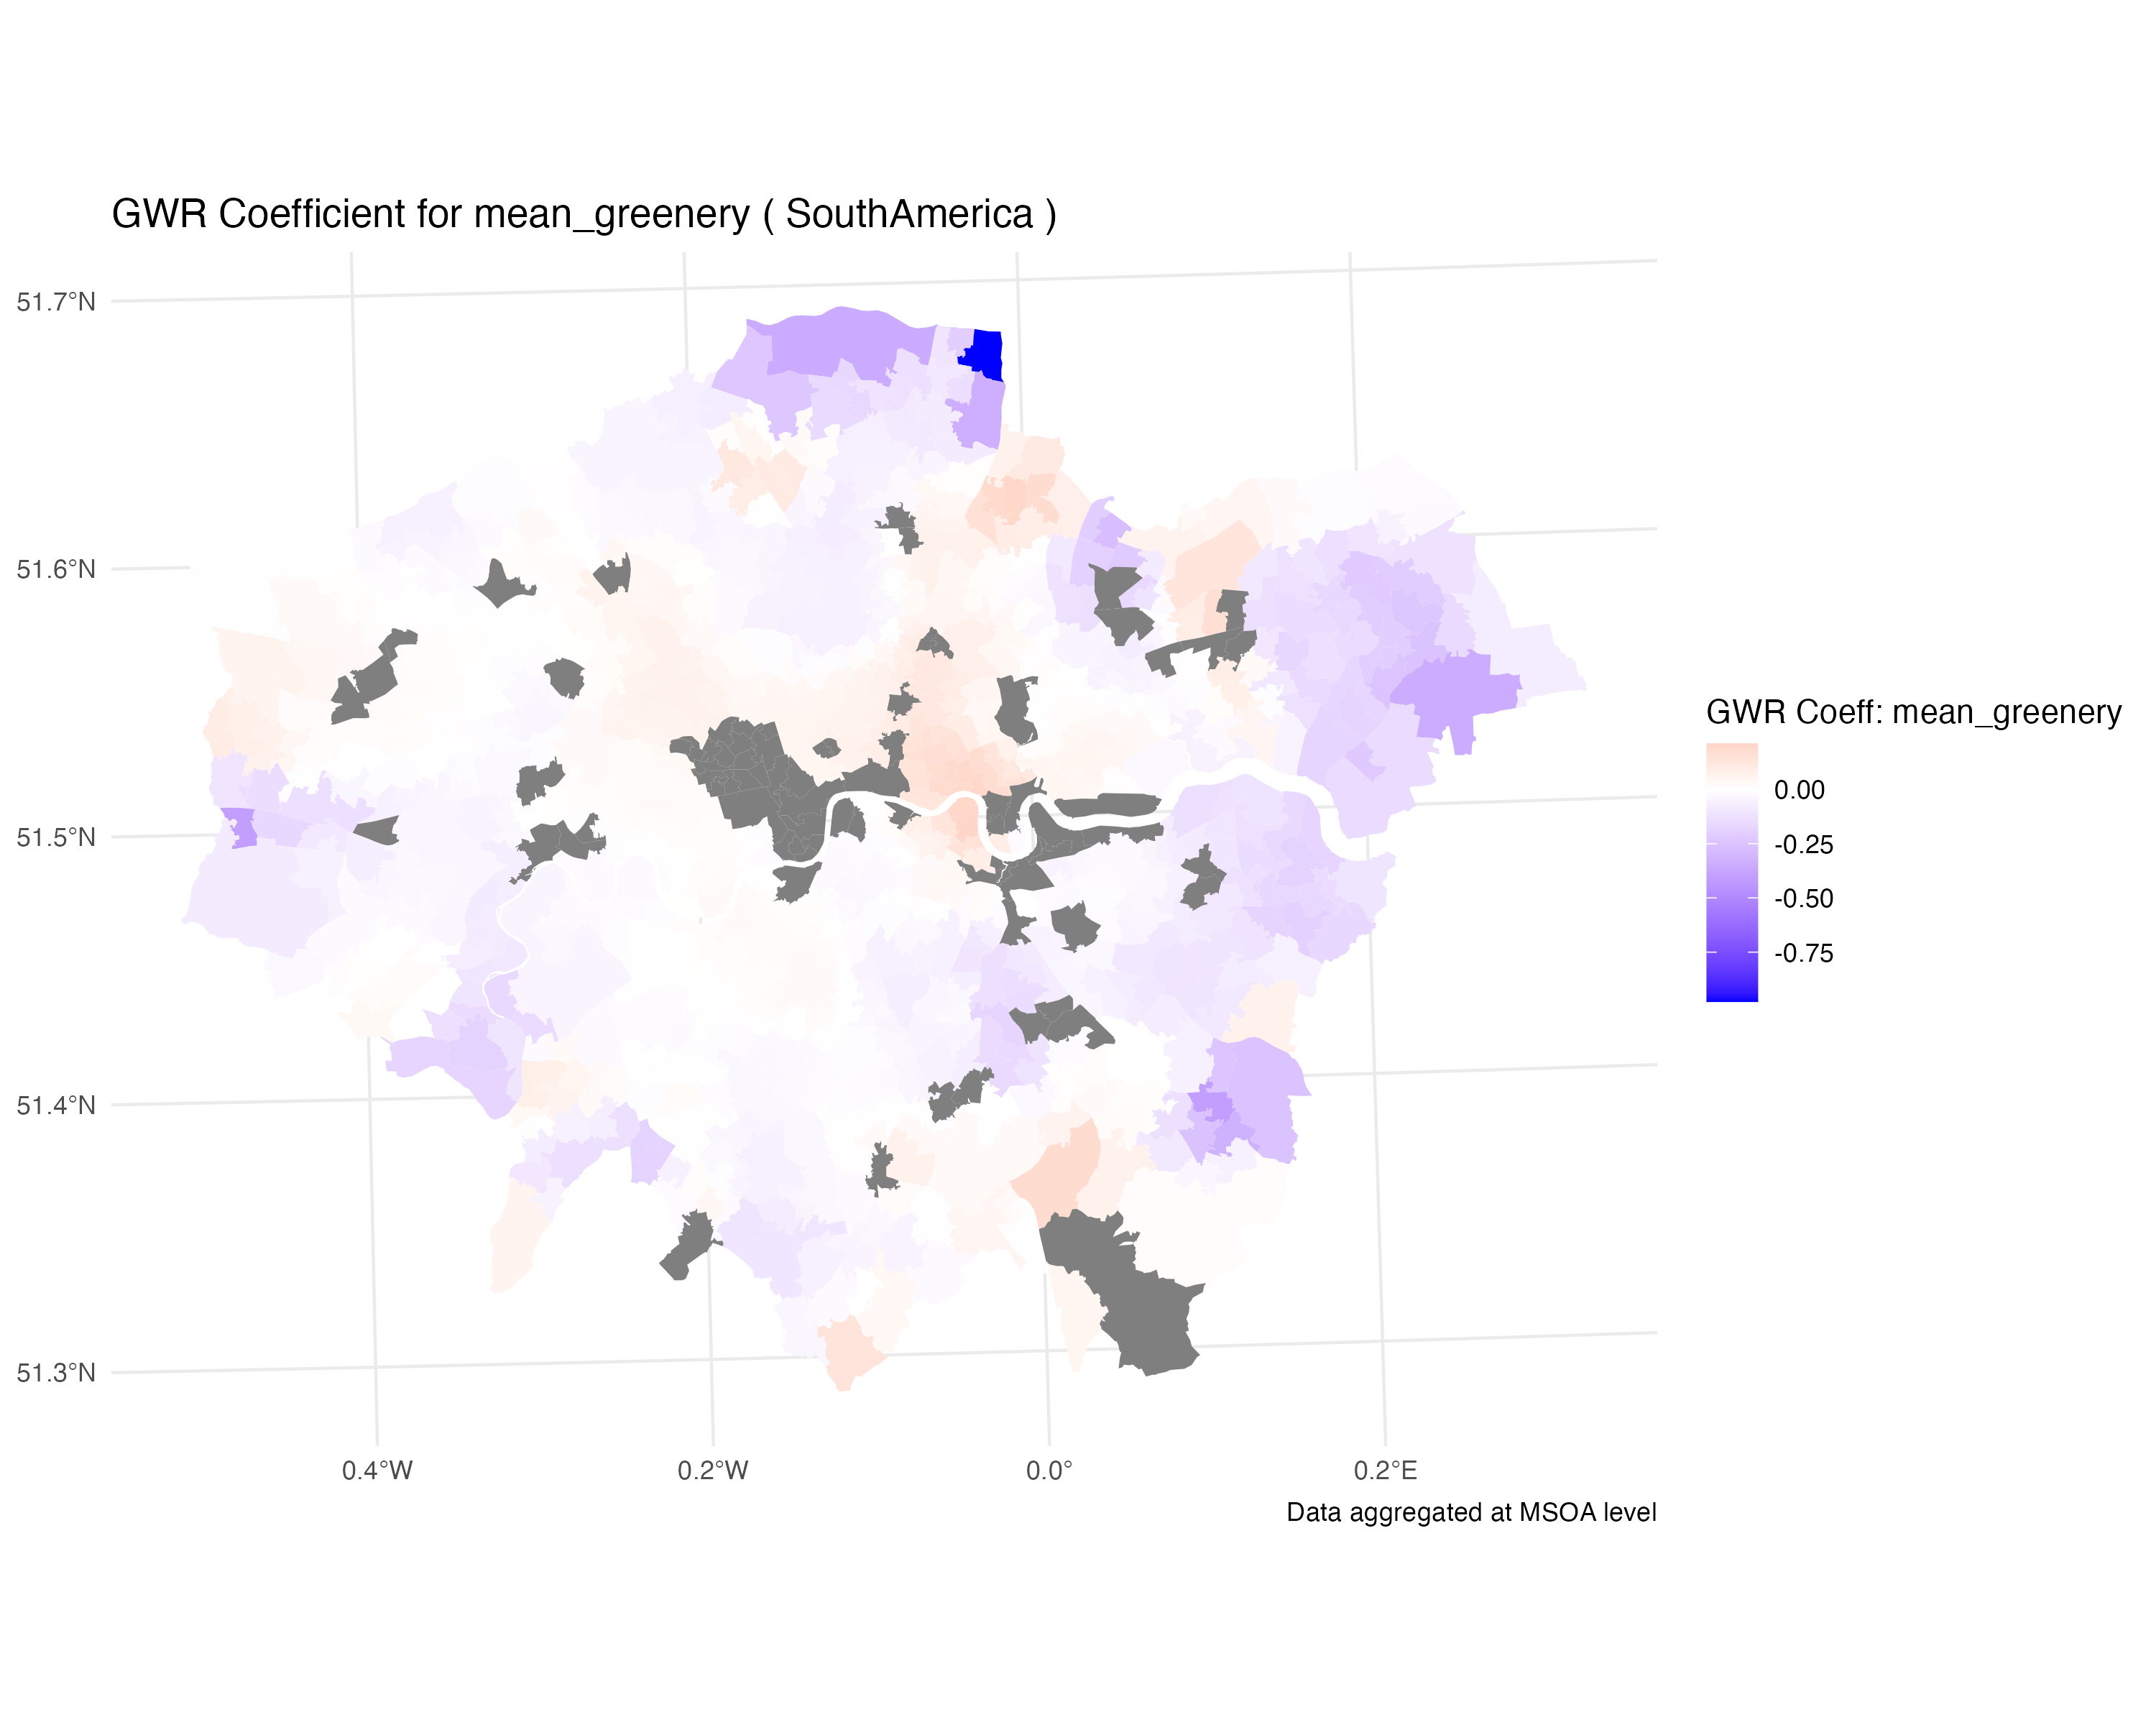 GWR Coefficient for mean_greenery ( SouthAmerica )
51.7°N
51.6°N
51.5°N
51.4°N
51.3°N
0.4°W
0.2°W
0.0°
0.2°E
GWR Coeff: mean_greenery
0.00
-0.25
-0.50
-0.75
Data aggregated at MSOA level